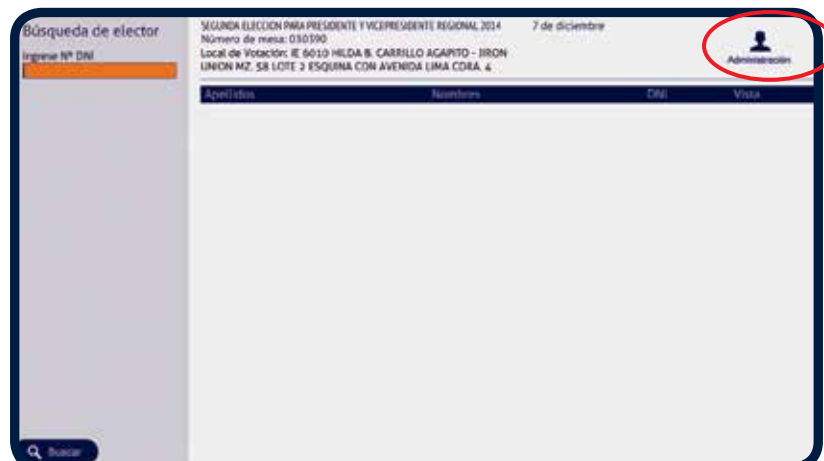 Búsqueda de elector
Ingrese Nº DNI
Buscar
SEGUNDA ELECCION PARA PRESIDENTE Y VICEPRESIDENTE REGIONAL 2014 7 de diciembre
Número de mesa: 030390
Local de Votación: IE 6010 HILDA B. CARRILLO AGAPITO - JIRON
UNION MZ. 58 LOTE 2 ESQUINA CON AVENIDA LIMA CDRA. 4
Administración
Apellidos Nombres DNI Vista